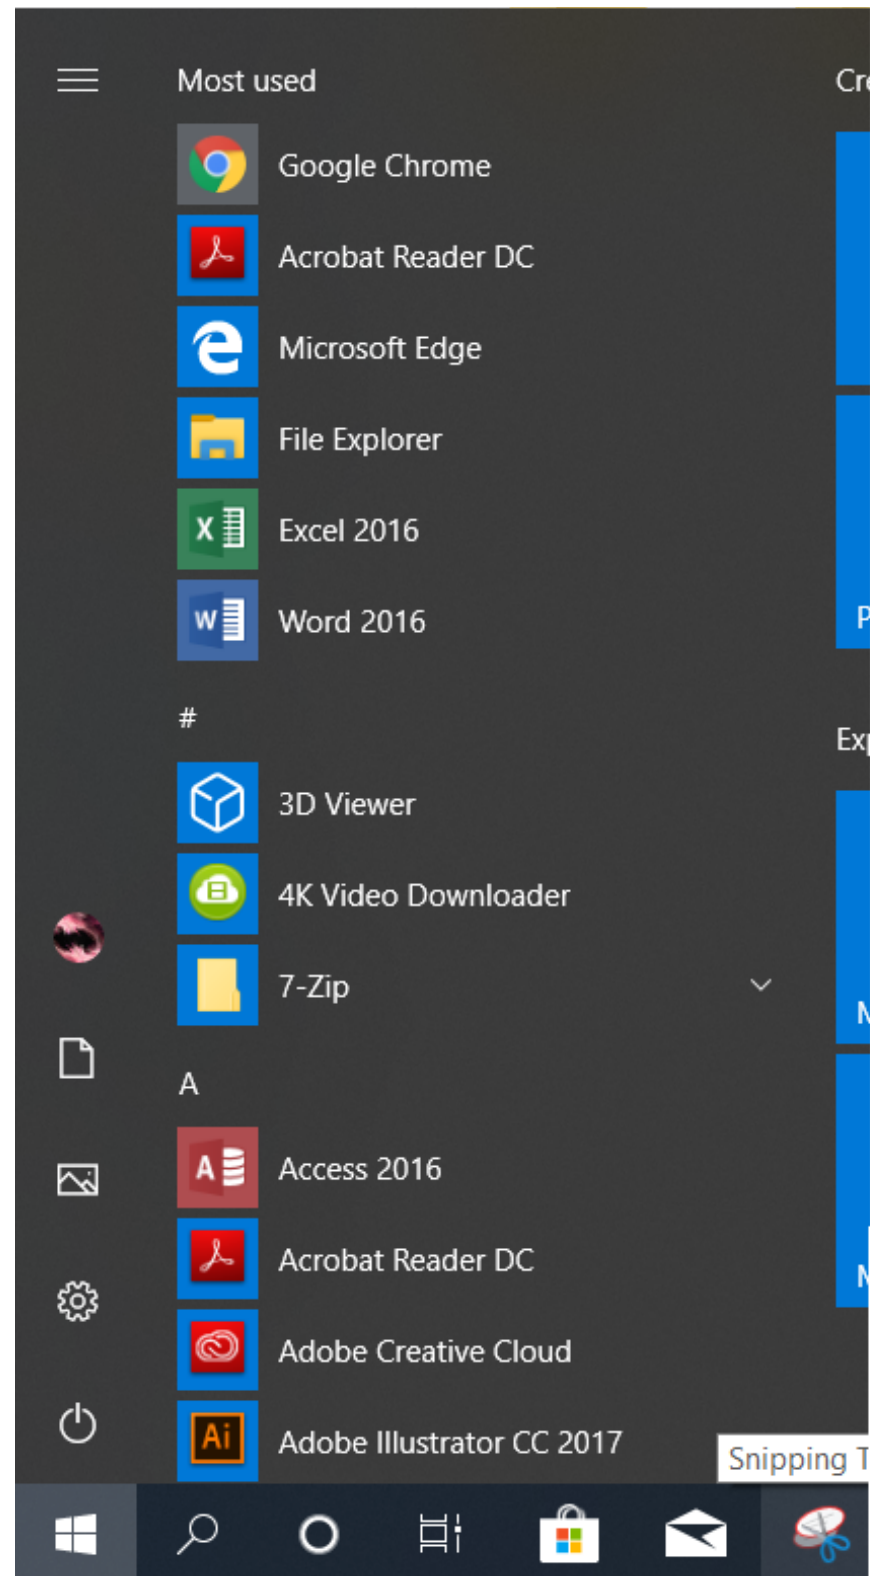 Most used
Google Chrome
Acrobat Reader DC
Microsoft Edge
File Explorer
Excel 2016
Word 2016
#
3D Viewer
4K Video Downloader
7-Zip
A
Access 2016
Acrobat Reader DC
Adobe Creative Cloud
Adobe Illustrator CC 2017
Snipping